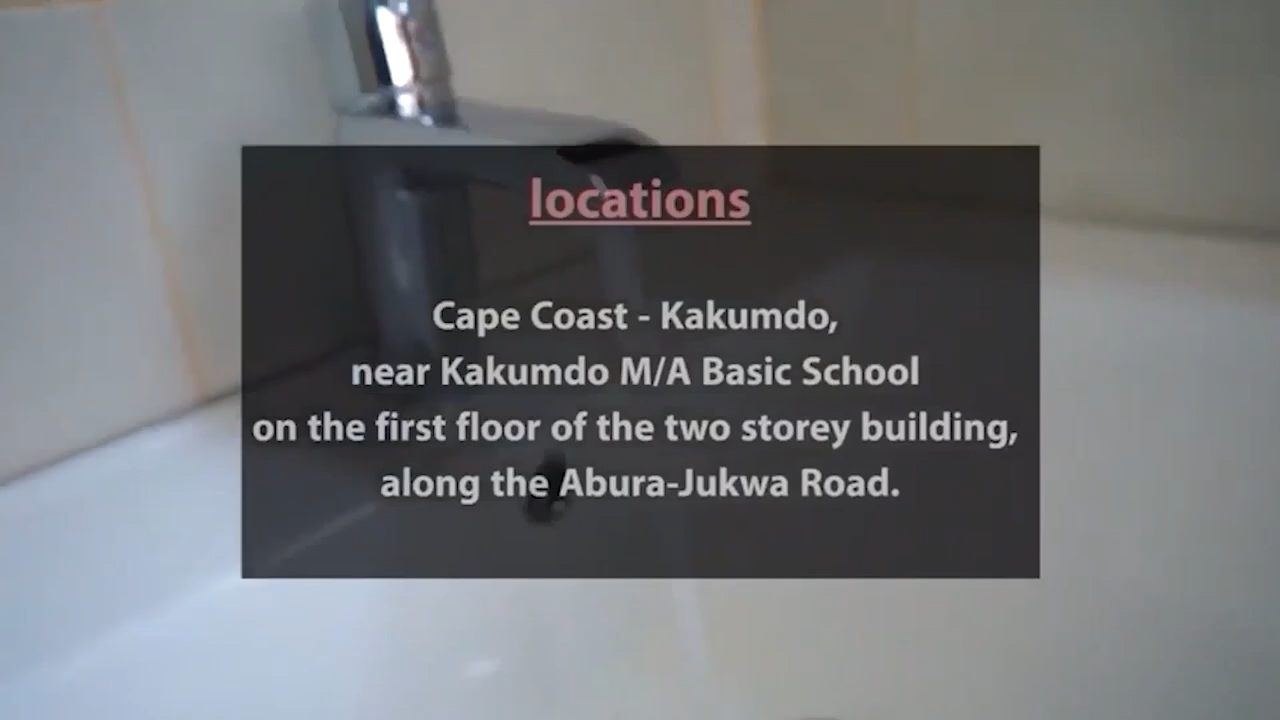 locations
Cape Coast - Kakumdo,
near Kakumdo M/A Basic School
on the first floor of the two storey building,
along the Abura-Jukwa Road.